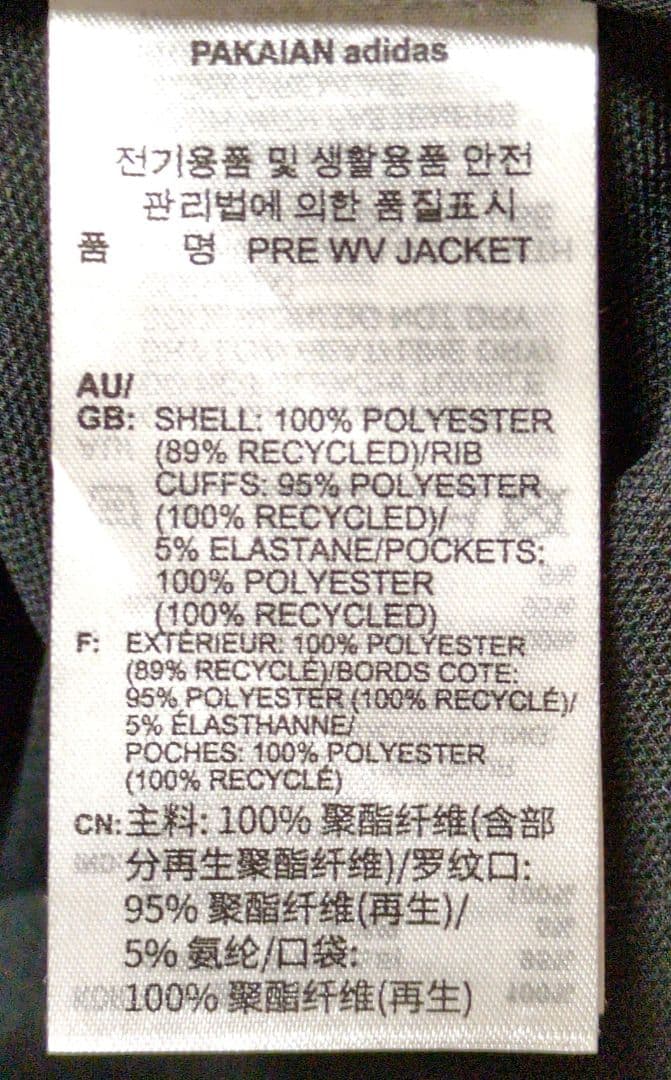 PAKAIAN adidas
전기용품 및 생활용품 안전
관리법에 의한 품질표시
품 명 PRE WV JACKET
AU/
GB: SHELL: 100% POLYESTER
(89% RECYCLED)/RIB
CUFFS: 95% POLYESTER
(100% RECYCLED)/
5% ELASTANE/POCKETS:
100% POLYESTER
(100% RECYCLED)
F: EXTÉRIEUR: 100% POLYESTER
(89% RECYCLÉ)/BORDS COTE:
95% POLYESTER (100% RECYCLÉ)/
5% ÉLASTHANNE/
POCHES: 100% POLYESTER
(100% RECYCLÉ)
CN: 主料: 100% 聚酯纤维(含部
分再生聚酯纤维)/罗纹口:
95% 聚酯纤维(再生)/
5% 氨纶/口袋:
100% 聚酯纤维(再生)